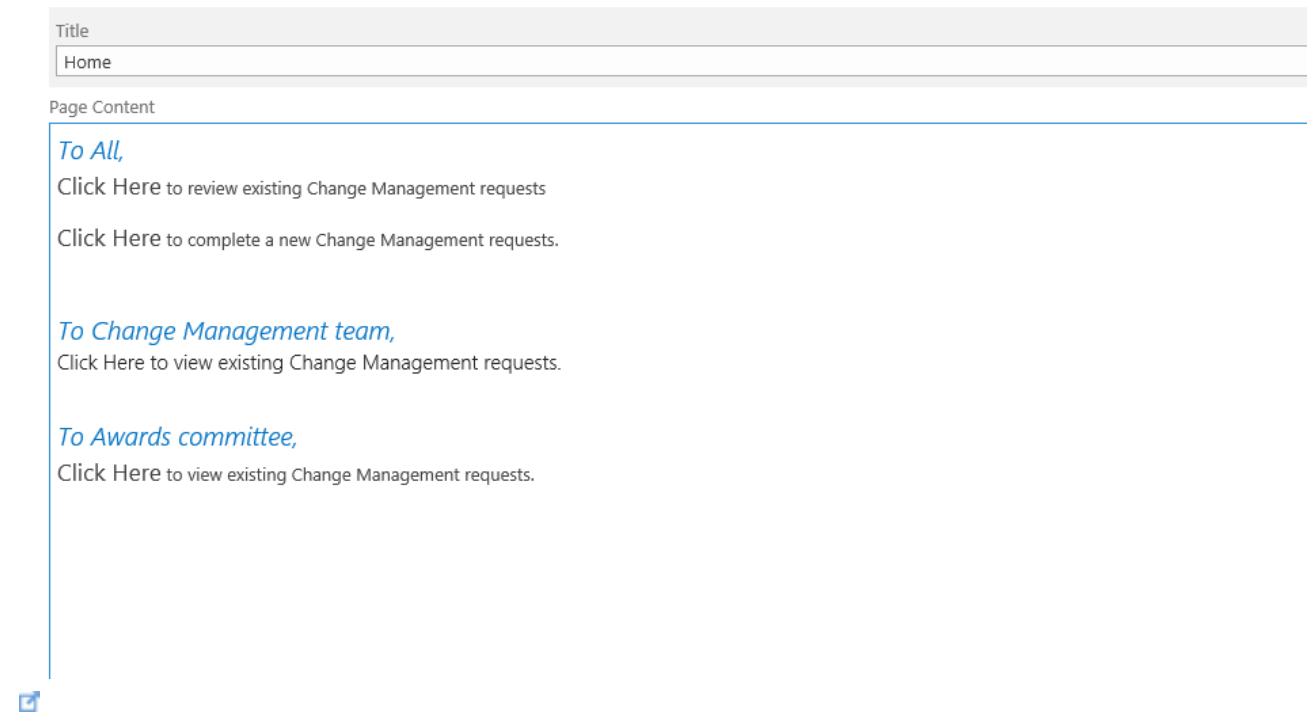 Title
Home
Page Content
To All,
Click Here to review existing Change Management requests
Click Here to complete a new Change Management requests.
To Change Management team,
Click Here to view existing Change Management requests.
To Awards committee,
Click Here to view existing Change Management requests.